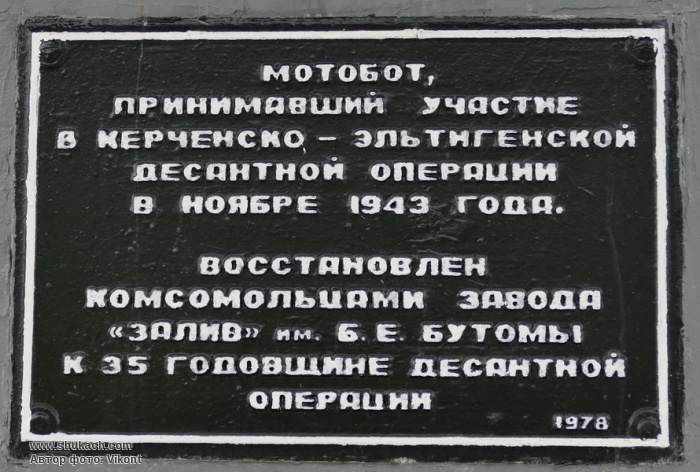 МОТОБОТ,
ПРИНИМАВШИЙ УЧАСТИЕ
В КЕРЧЕНСКО - ЭЛЬТИГЕНСКОЙ
ДЕСАНТНОЙ ОПЕРАЦИИ
В НОЯБРЕ 1943 ГОДА.
ВОССТАНОВЛЕН
КОМСОМОЛЬЦАМИ ЗАВОДА
«ЗАЛИВ» ИМ. Б. Е. БУТОМЫ
К 35 ГОДОВЩИНЕ ДЕСАНТНОЙ
ОПЕРАЦИИ
1978
www.shukach.com
Автор фото: Vikont